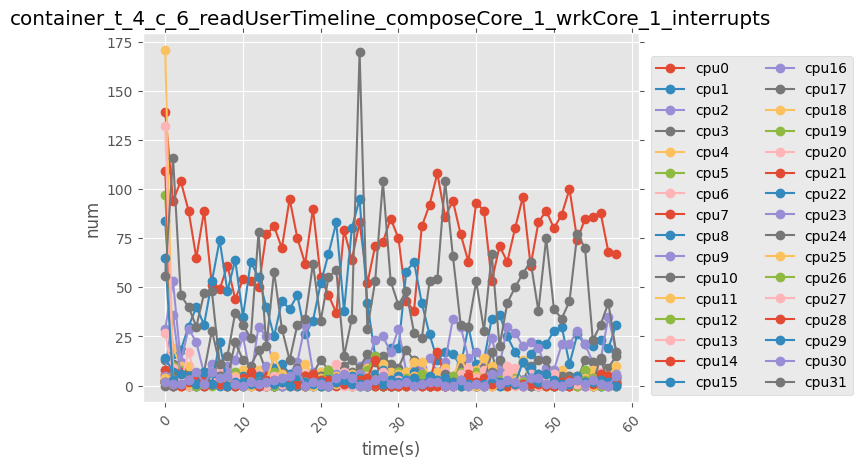 container_t_4_c_6_readUserTimeline_composeCore_1_wrkCore_1_interrupts
175
150
125
100
75
50
25
0
num
0
10
20
30
40
50
60
time(s)
cpu0
cpu1
cpu2
cpu3
cpu4
cpu5
cpu6
cpu7
cpu8
cpu9
cpu10
cpu11
cpu12
cpu13
cpu14
cpu15
cpu16
cpu17
cpu18
cpu19
cpu20
cpu21
cpu22
cpu23
cpu24
cpu25
cpu26
cpu27
cpu28
cpu29
cpu30
cpu31